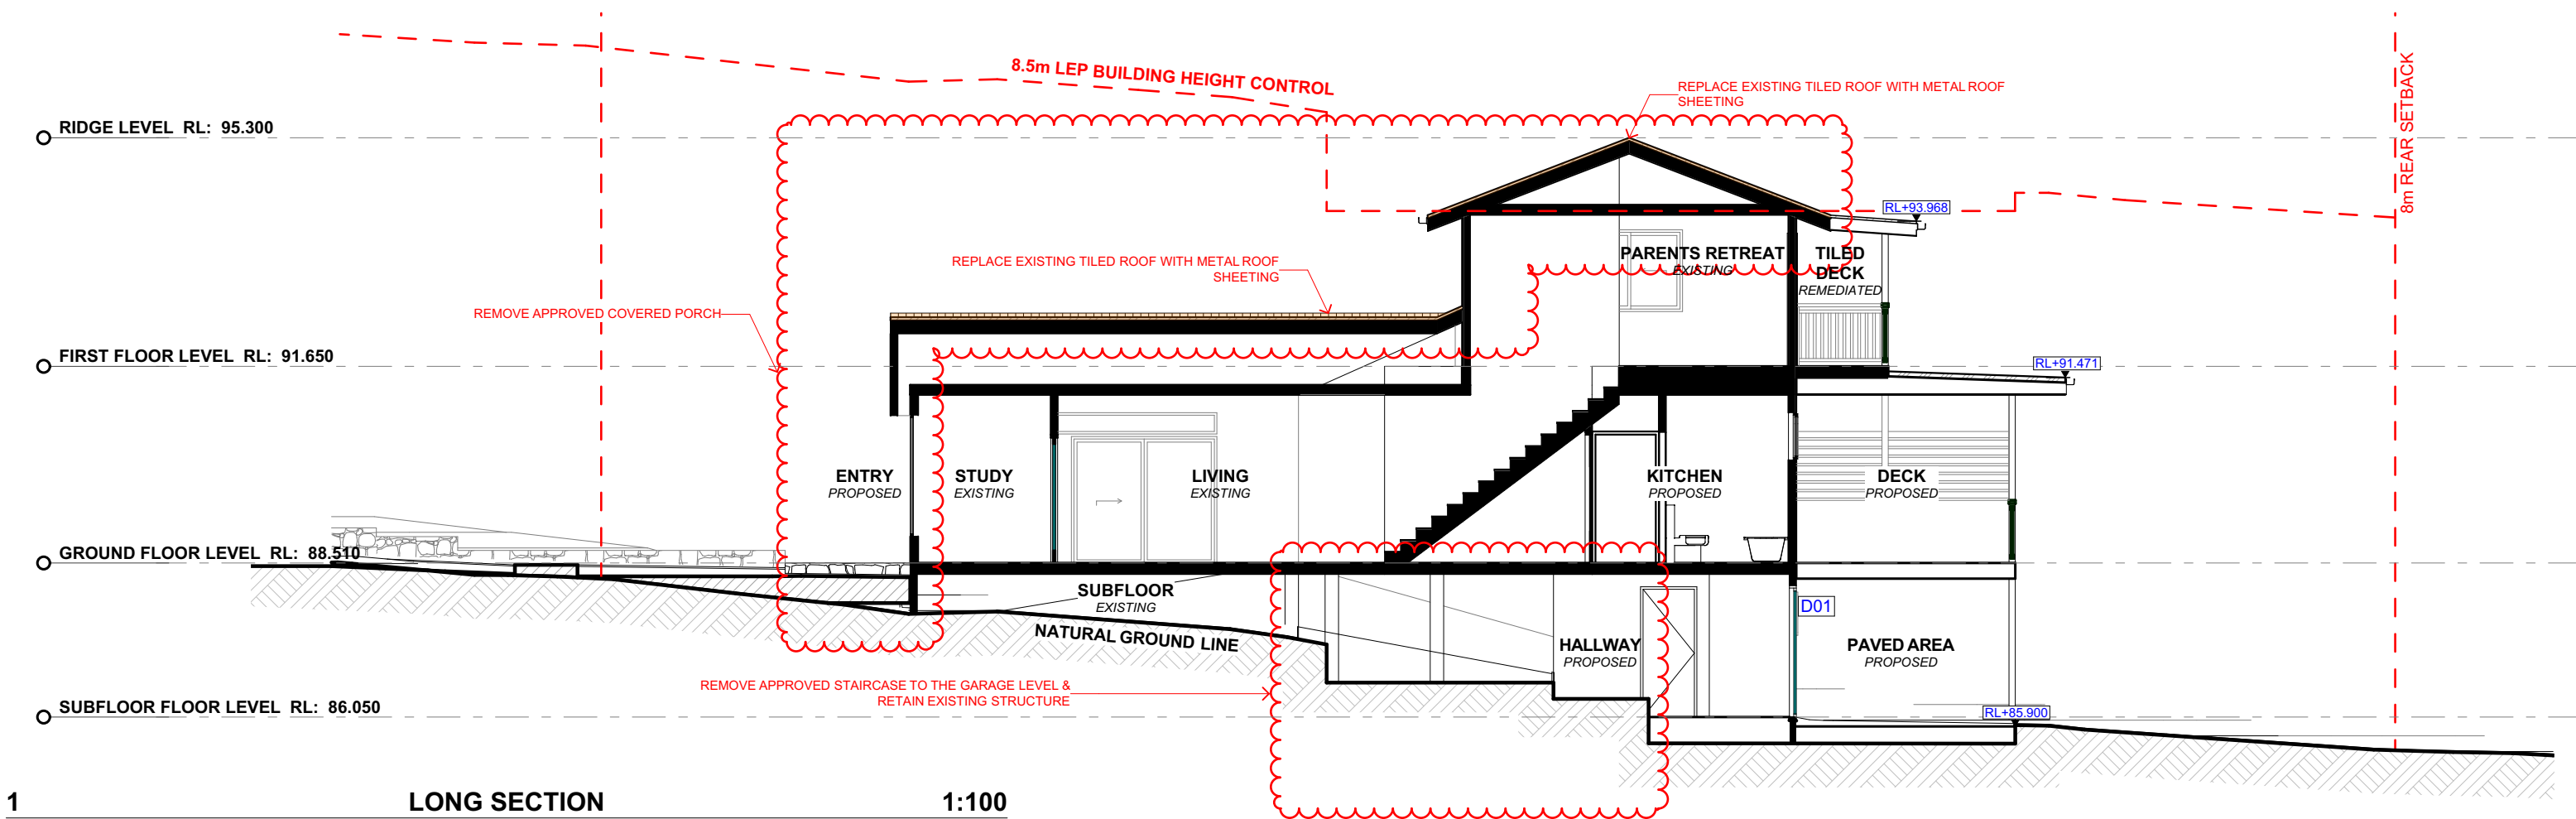 8.5m LEP BUILDING HEIGHT CONTROL
REPLACE EXISTING TILED ROOF WITH METAL ROOF
SHEETING
8m REAR SETBACK
RIDGE LEVEL RL: 95.300
RL+93.968
PARENTS RETREAT
EXISTING
TILED
DECK
REMEDIATED
REPLACE EXISTING TILED ROOF WITH METAL ROOF
SHEETING
REMOVE APPROVED COVERED PORCH
FIRST FLOOR LEVEL RL: 91.650
RL+91.471
ENTRY
PROPOSED
STUDY
EXISTING
LIVING
EXISTING
KITCHEN
PROPOSED
DECK
PROPOSED
GROUND FLOOR LEVEL RL: 88.510
SUBFLOOR
EXISTING
D01
NATURAL GROUND LINE
HALLWAY
PROPOSED
PAVED AREA
PROPOSED
REMOVE APPROVED STAIRCASE TO THE GARAGE LEVEL &
RETAIN EXISTING STRUCTURE
SUBFLOOR FLOOR LEVEL RL: 86.050
RL+85.900
1 LONG SECTION 1:100